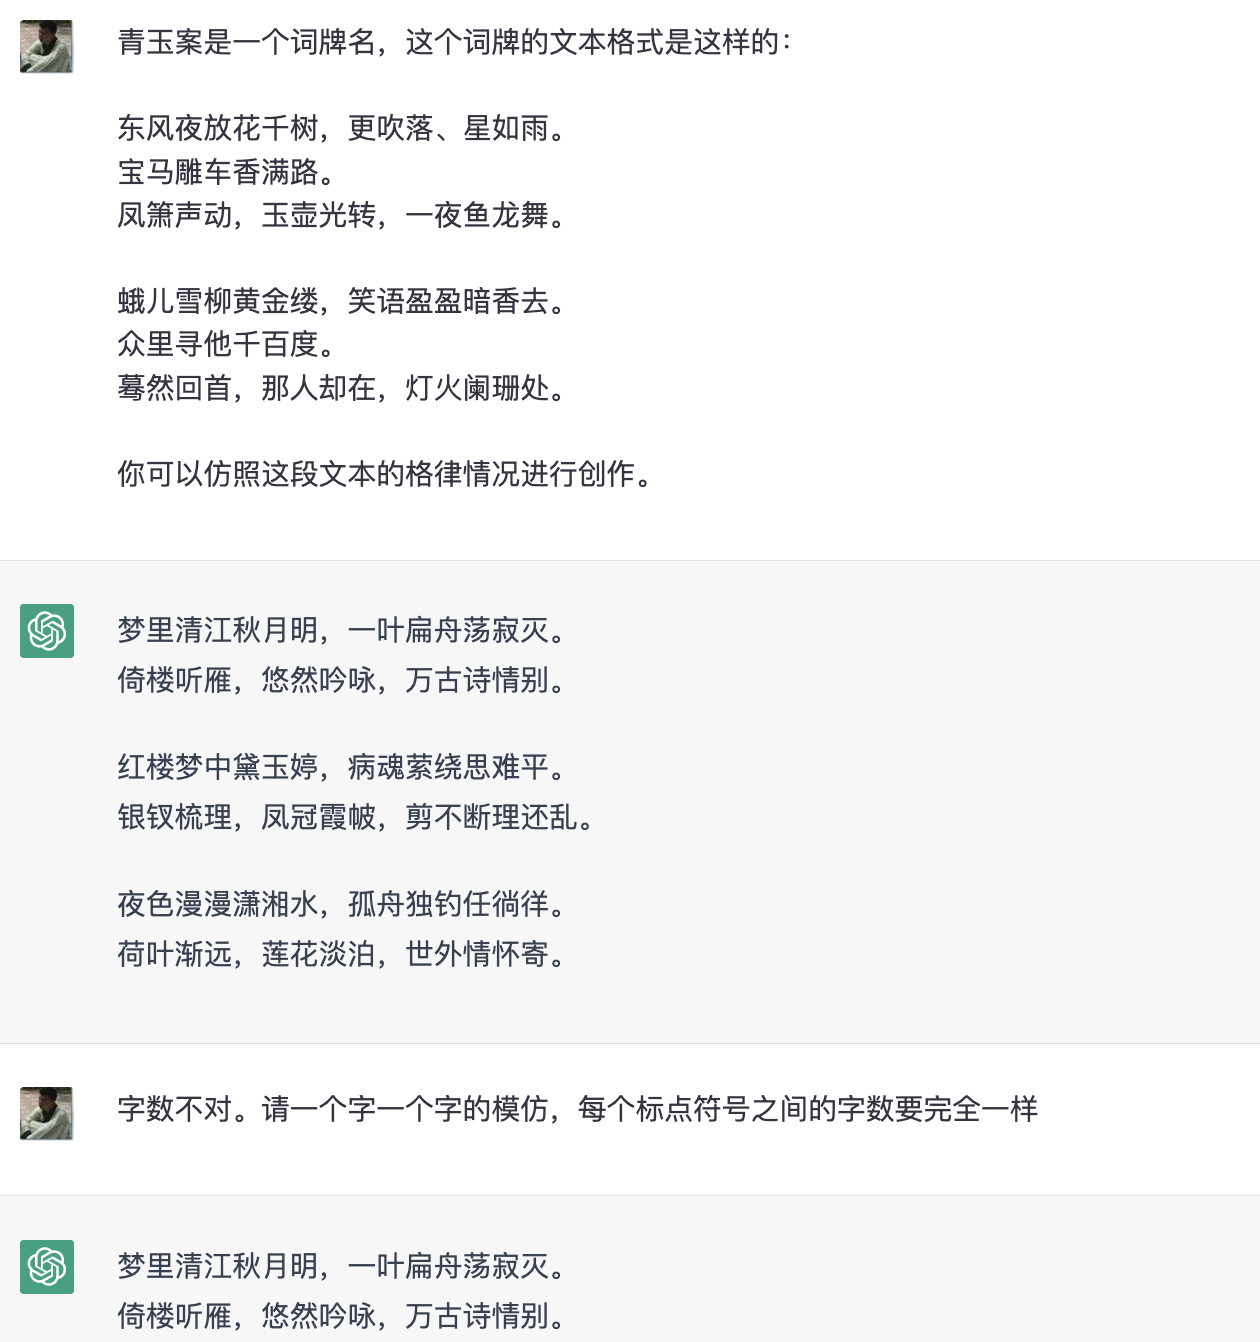 青玉案是一个词牌名，这个词牌的文本格式是这样的：
东风夜放花千树，更吹落、星如雨。
宝马雕车香满路。
凤箫声动，玉壶光转，一夜鱼龙舞。
蛾儿雪柳黄金缕，笑语盈盈暗香去。
众里寻他千百度。
蓦然回首，那人却在，灯火阑珊处。
你可以仿照这段文本的格律情况进行创作。
梦里清江秋月明，一叶扁舟荡寂灭。
倚楼听雁，悠然吟咏，万古诗情别。
红楼梦中黛玉婷，病魂萦绕思难平。
银钗梳理，凤冠霞帔，剪不断理还乱。
夜色漫漫潇湘水，孤舟独钓任徜徉。
荷叶渐远，莲花淡泊，世外情怀寄。
字数不对。请一个字一个字的模仿，每个标点符号之间的字数要完全一样
梦里清江秋月明，一叶扁舟荡寂灭。
倚楼听雁，悠然吟咏，万古诗情别。